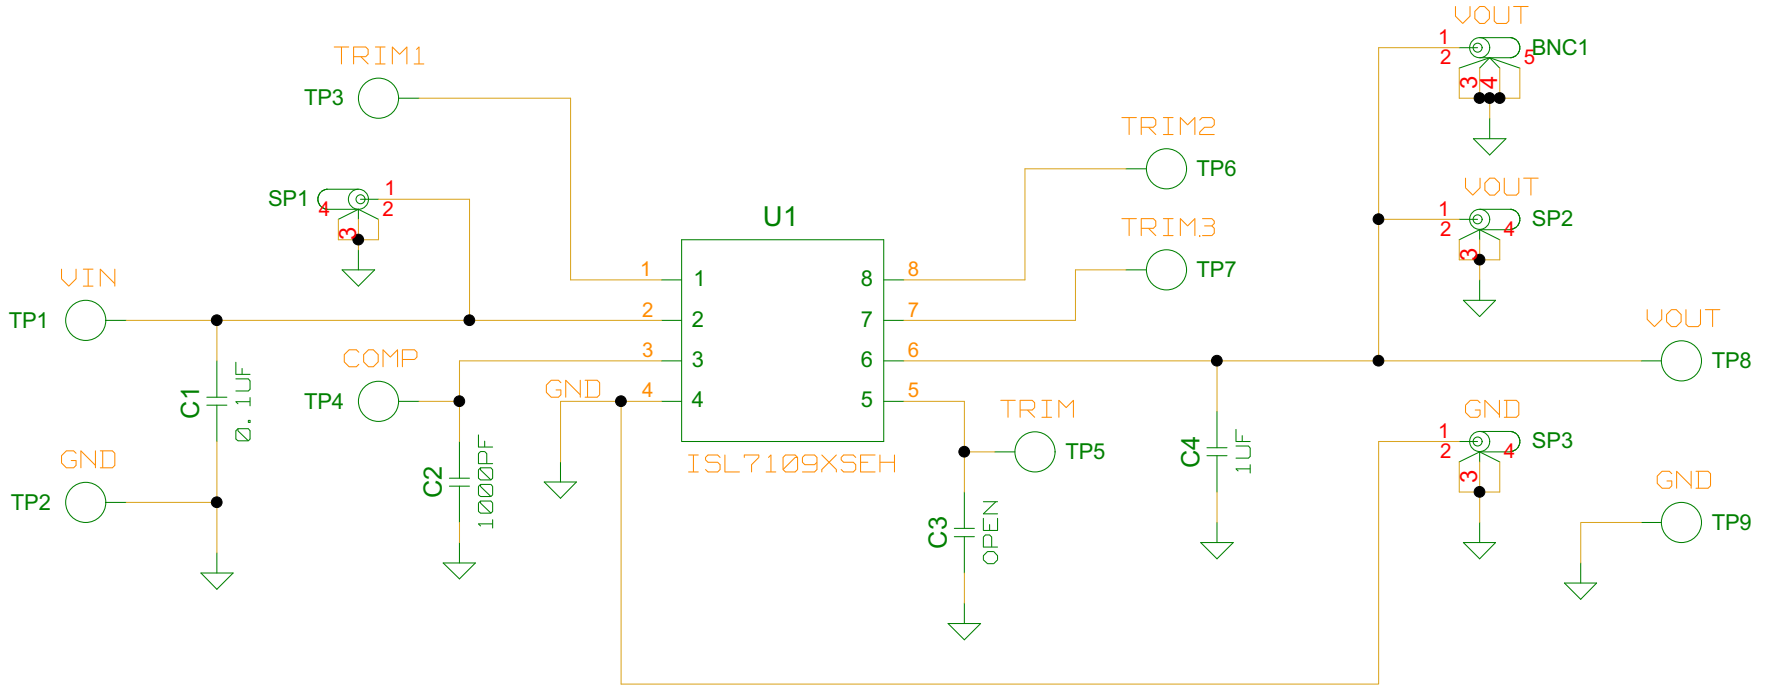 VOUT
1
2
BNC1
5
3
4
TRIM1
TP3
TRIM2
TP6
SP1
1
2
4
3
VOUT
1
2
SP2
4
3
U1
TRIM3
TP7
VIN
TP1
1 1
2 2
3 3
4 4
8 8
7 7
6 6
5 5
ISL7109XSEH
VOUT
TP8
COMP
TP4
GND
C1
0.1UF
TRIM
TP5
C4
1UF
GND
1
2
SP3
4
3
GND
TP2
C2
1000PF
C3
OPEN
GND
TP9